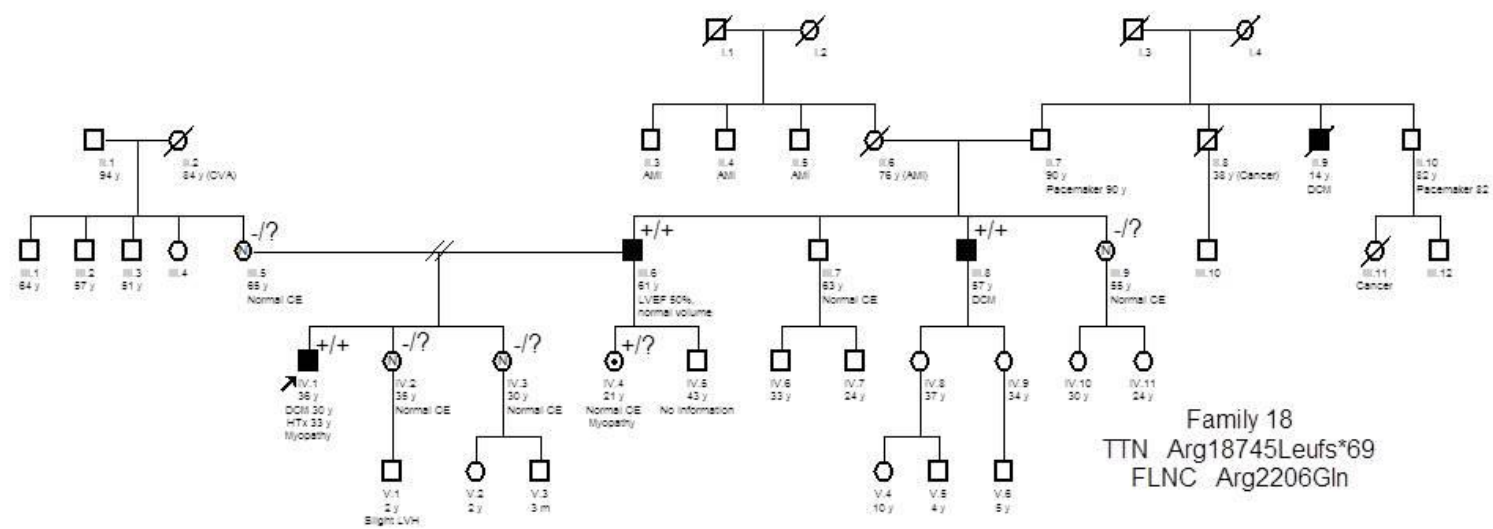 I.1
I.2
I.3
I.4
II.1
94 y
II.2
84 y (CVA)
II.3
AMI
II.4
AMI
II.5
AMI
II.6
76 y (AMI)
II.7
90 y
Pacemaker 90 y
II.8
38 y (Cancer)
II.9
14 y
DCM
II.10
82 y
Pacemaker 82
III.1
64 y
III.2
57 y
III.3
51 y
III.4
-/?
N
III.5
65 y
Normal CE
+/+
III.6
61 y
LVEF 50%,
normal volume
III.7
63 y
Normal CE
+/+
III.8
57 y
DCM
-/?
N
III.9
55 y
Normal CE
III.10
III.11
Cancer
III.12
+/+
IV.1
36 y
DCM 30 y
HTx 33 y
Myopathy
-/?
N
IV.2
35 y
Normal CE
-/?
N
IV.3
30 y
Normal CE
+/?
IV.4
21 y
Normal CE
Myopathy
IV.5
43 y
No information
IV.6
33 y
IV.7
24 y
IV.8
37 y
IV.9
34 y
IV.10
30 y
IV.11
24 y
V.1
2 y
Slight LVH
V.2
2 y
V.3
3 m
V.4
10 y
V.5
4 y
V.6
5 y
Family 18
TTN Arg18745Leufs*69
FLNC Arg2206Gln